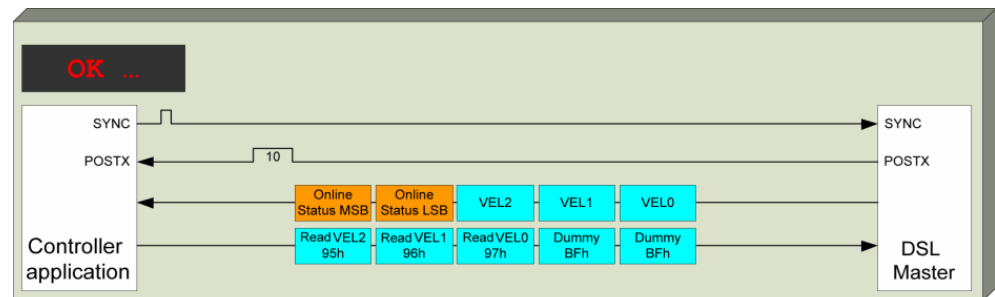 OK ...
SYNC
SYNC
POSTX
10
POSTX
Online
Status MSB
Online
Status LSB
VEL2
VEL1
VEL0
Read VEL2
95h
Read VEL1
96h
Read VEL0
97h
Dummy
BFh
Dummy
BFh
Controller
application
DSL
Master